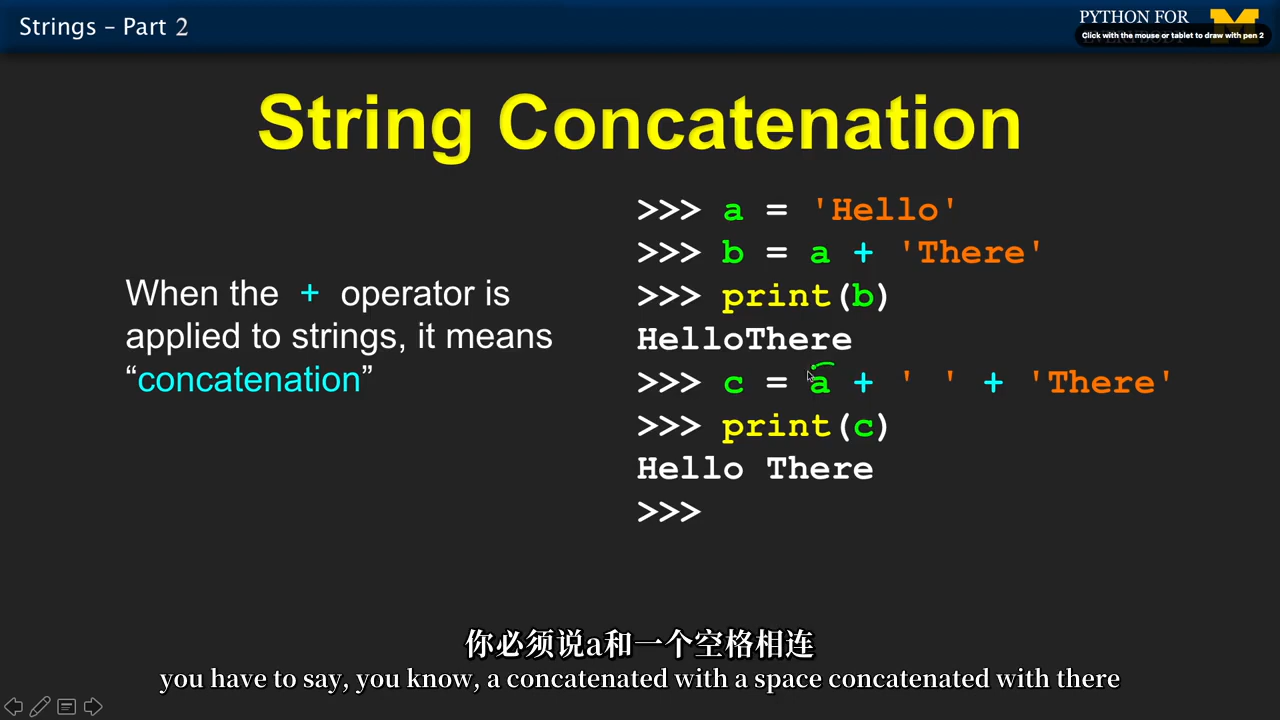 Strings – Part 2
PYTHON FOR
Click with the mouse or tablet to draw with pen 2
String Concatenation
When the + operator is
applied to strings, it means
“concatenation”
>>> a = 'Hello'
>>> b = a + 'There'
>>> print(b)
HelloThere
>>> c = a + ' ' + 'There'
>>> print(c)
Hello There
>>>
你必须说a和一个空格相连
you have to say, you know, a concatenated with a space concatenated with there